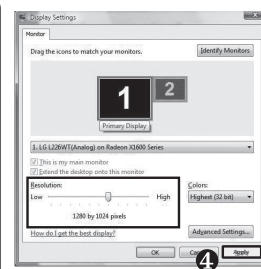 Display Settings
Monitor
Drag the icons to match your monitors.
Identify Monitors
1
2
Primary Display
1. LG L226WT(Analog) on Radeon X1600 Series
This is my main monitor
Extend the desktop onto this monitor
Resolution:
Colors:
Low
High
Highest (32 bit)
1280 by 1024 pixels
How do I get the best display?
Advanced Settings...
OK
4
Apply